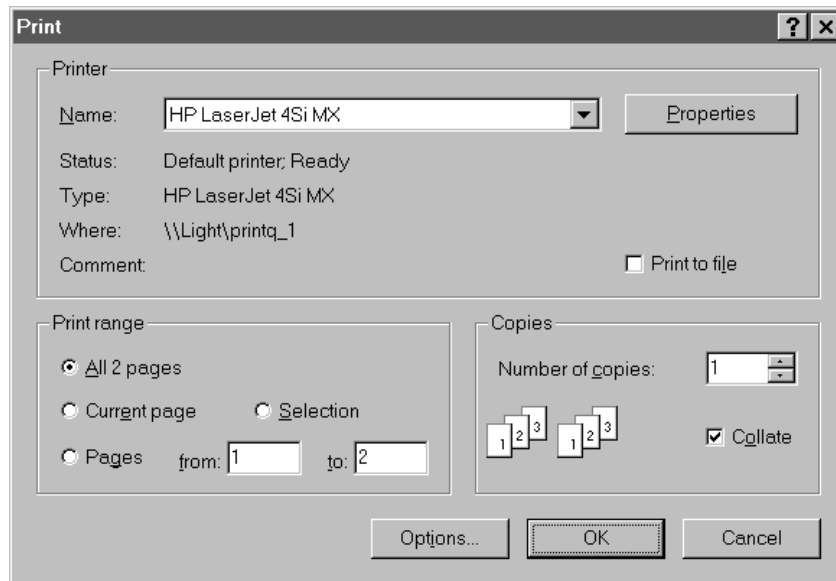 Print
Printer
Name: HP LaserJet 4Si MX Properties
Status: Default printer; Ready
Type: HP LaserJet 4Si MX
Where: \\Light\printq_1
Comment: Print to file
Print range
All 2 pages
Current page Selection
Pages from: 1 to: 2
Copies
Number of copies: 1
1 2 3 1 2 3 Collate
Options... OK Cancel